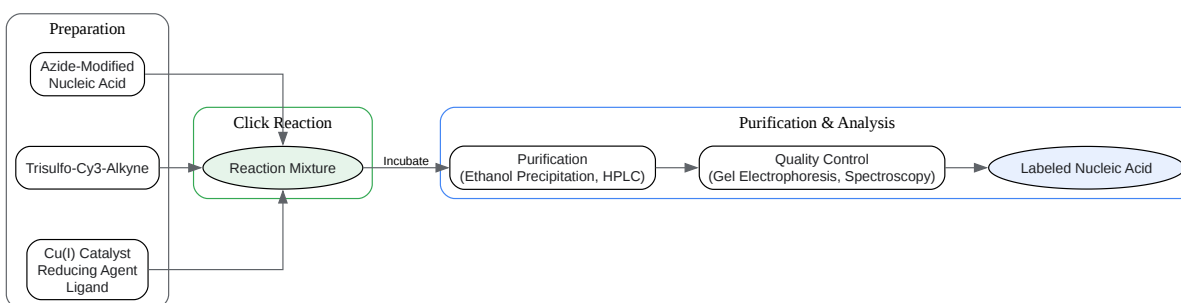 Preparation
Azide-Modified
Nucleic Acid
Trisulfo-Cy3-Alkyne
Cu(I) Catalyst
Reducing Agent
Ligand
Click Reaction
Reaction Mixture
Incubate
Purification & Analysis
Purification
(Ethanol Precipitation, HPLC)
Quality Control
(Gel Electrophoresis, Spectroscopy)
Labeled Nucleic Acid